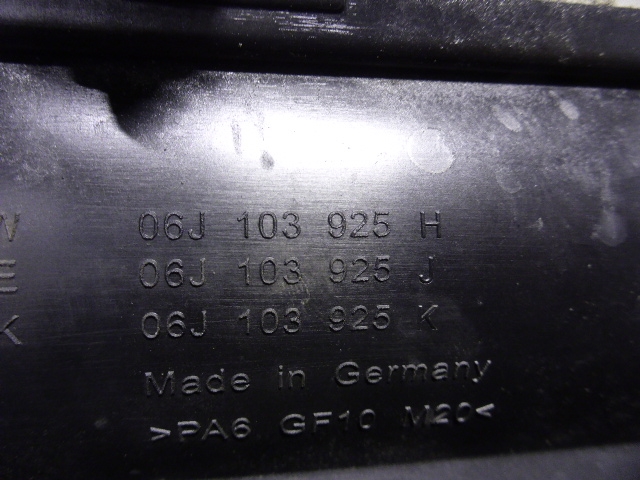 W 06J 103 925 H
E 06J 103 925 J
K 06J 103 925 K
Made in Germany
>PA6 GF10 M20<